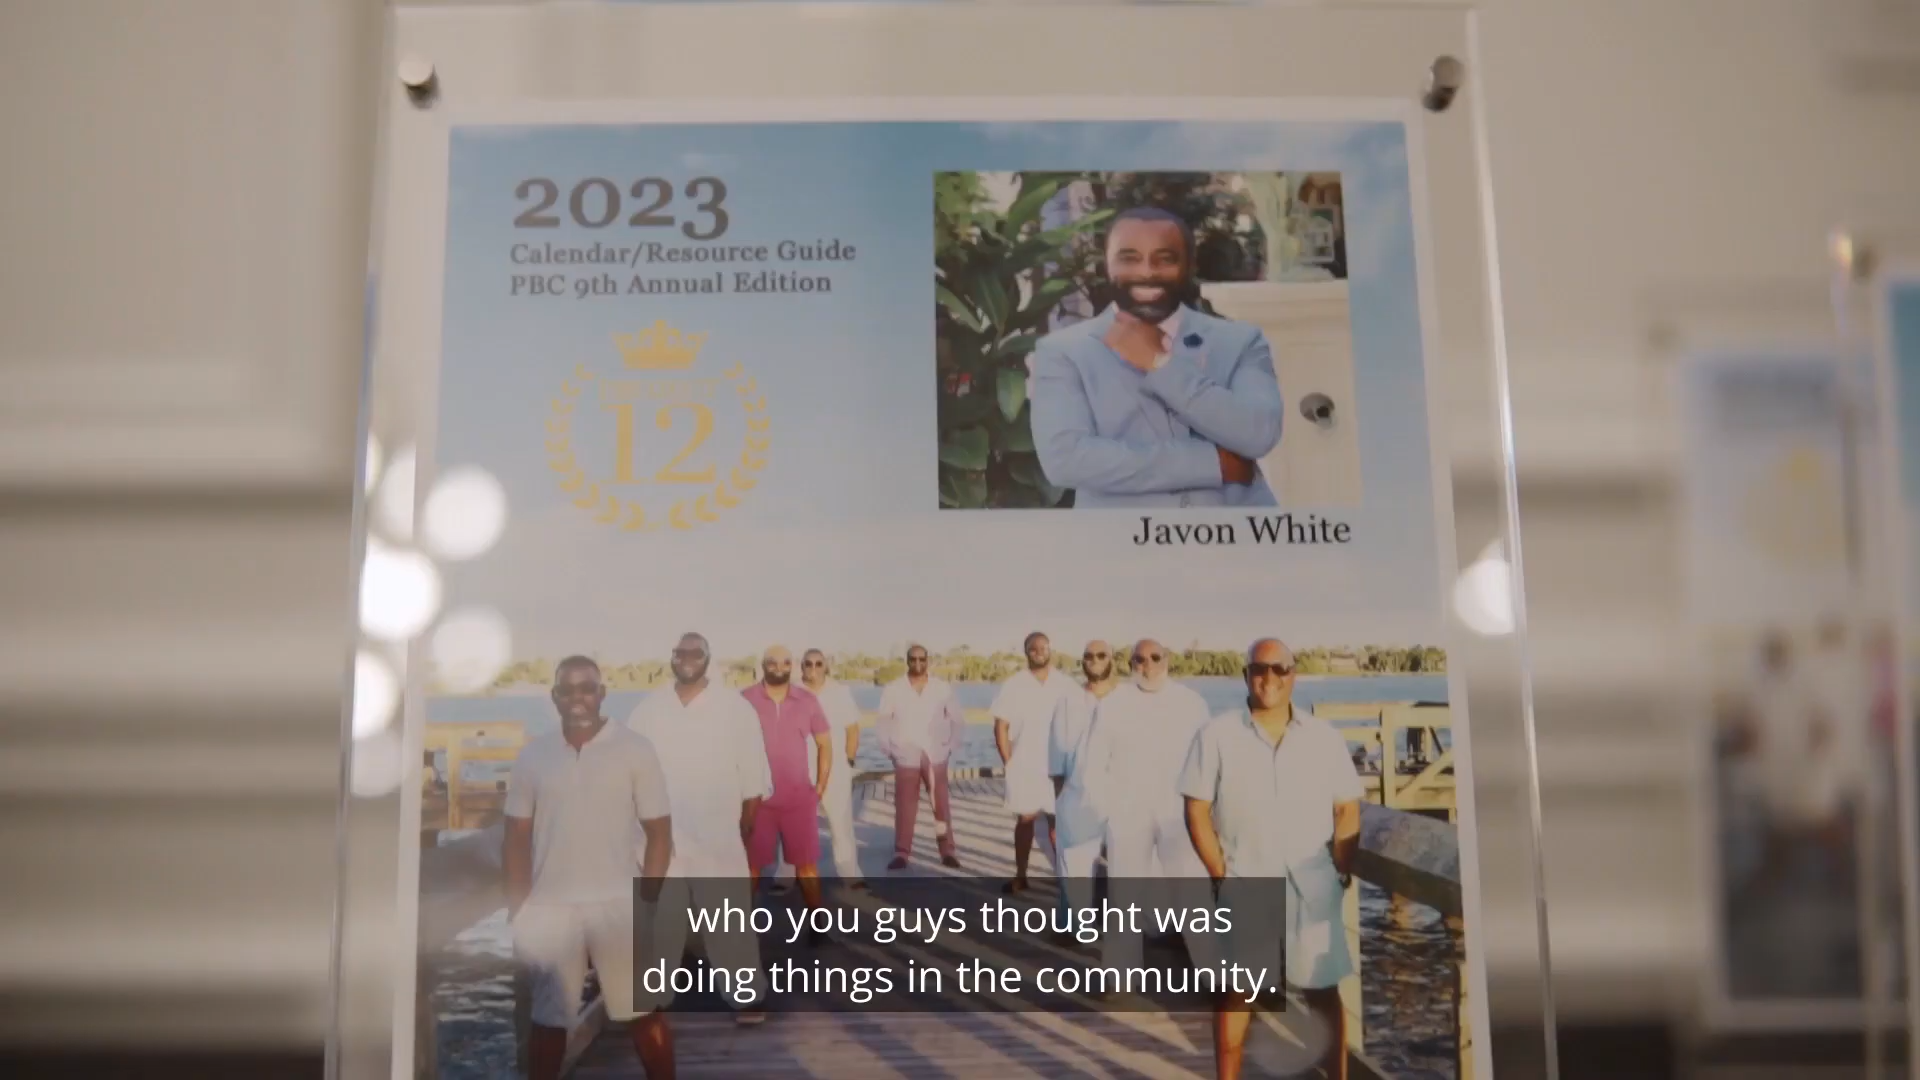 2023
Calendar/Resource Guide
PBC 9th Annual Edition
12
Javon White
who you guys thought was
doing things in the community.